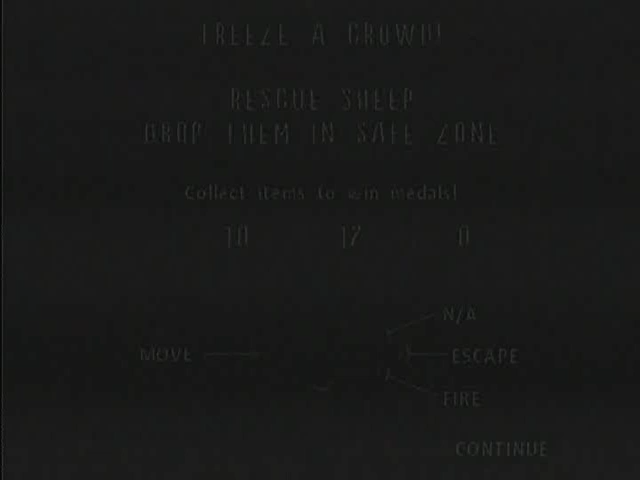 FREEZE A CROWD!
RESCUE SHEEP
DROP THEM IN SAFE ZONE
Collect items to win medals!
10 17 0
N/A
MOVE
ESCAPE
FIRE
CONTINUE